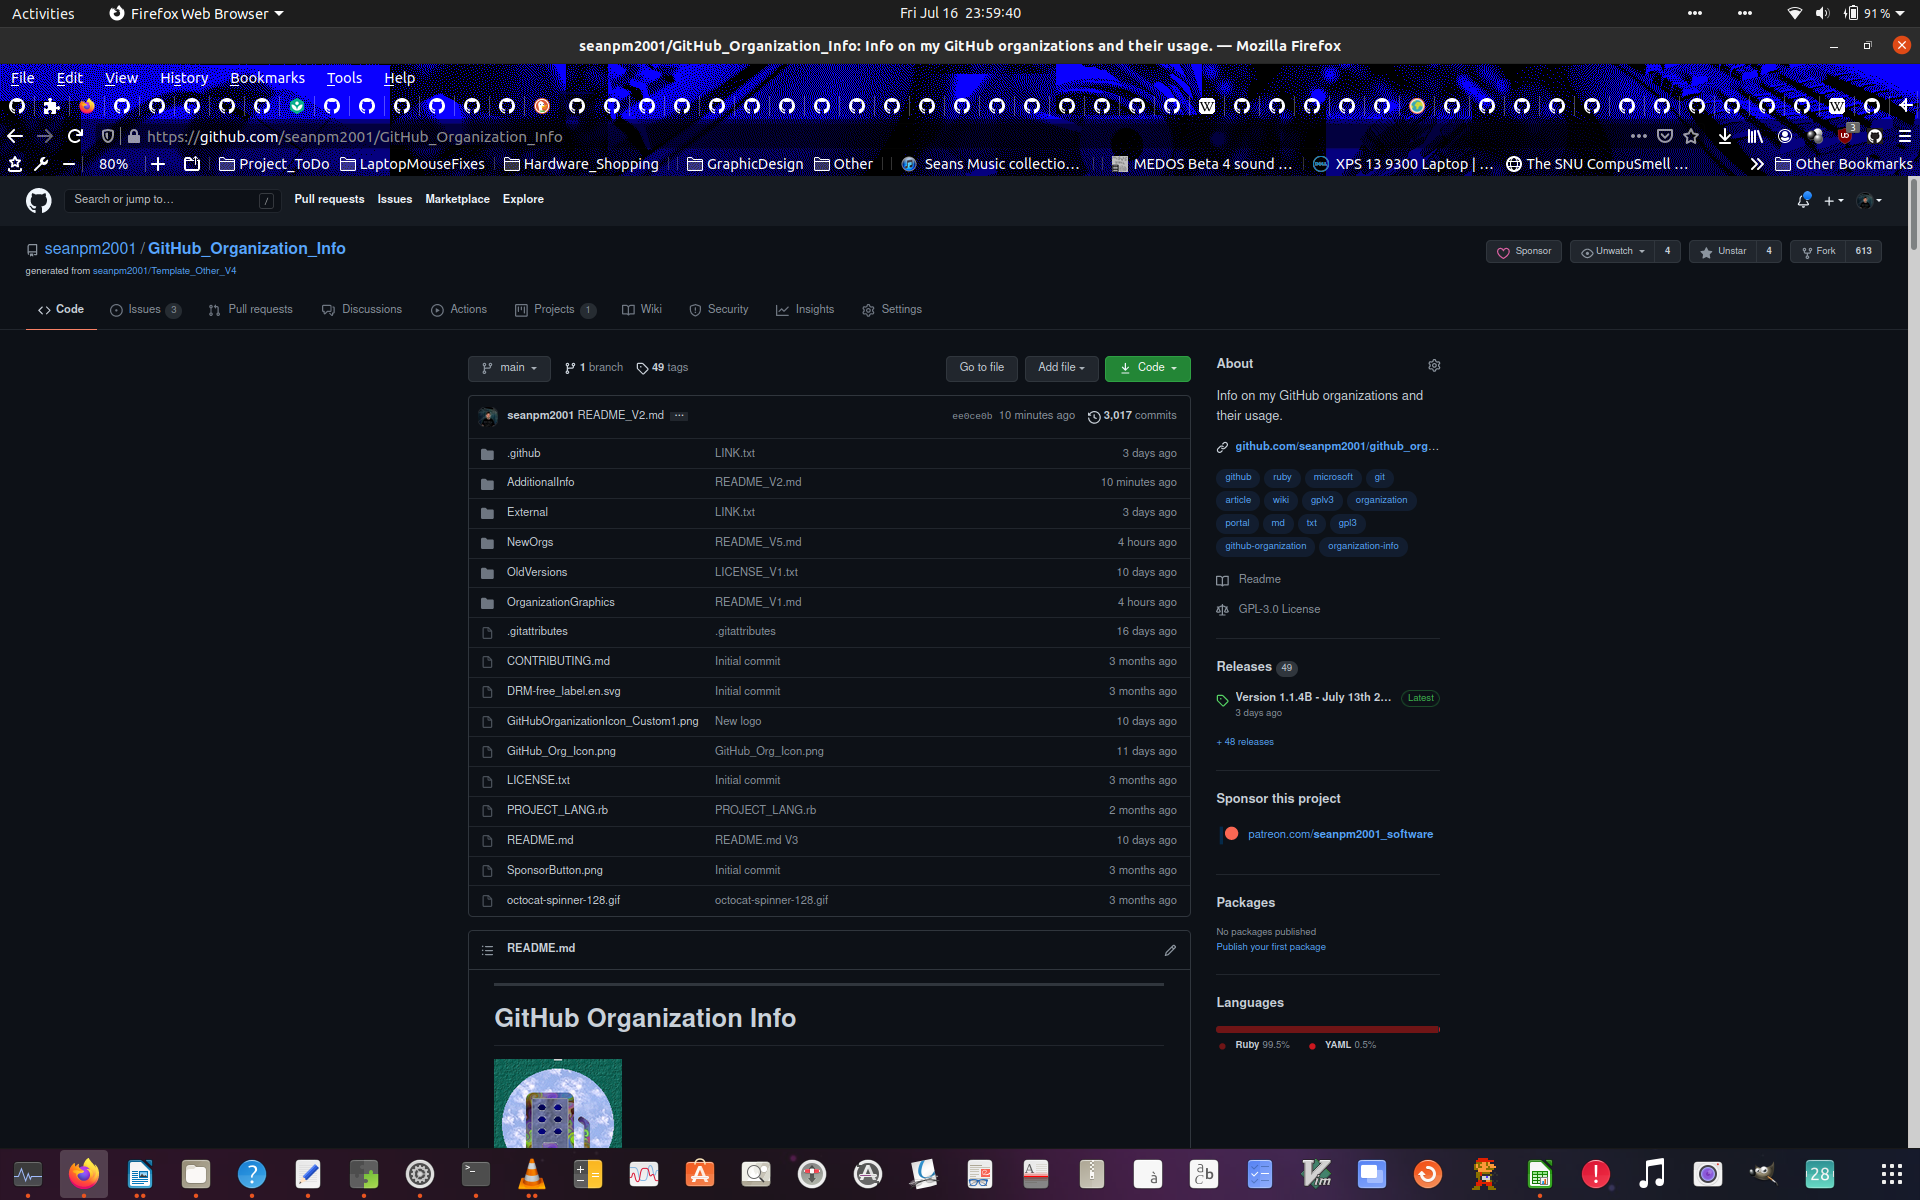 Activities Firefox Web Browser Fri Jul 16 23:59:40 91 %
seanpm2001/GitHub_Organization_Info: Info on my GitHub organizations and their usage. — Mozilla Firefox
File Edit View History Bookmarks Tools Help
https://github.com/seanpm2001/GitHub_Organization_Info 3
80% Project_ToDo LaptopMouseFixes Hardware_Shopping GraphicDesign Other Seans Music collectio… MEDOS Beta 4 sound … XPS 13 9300 Laptop | … The SNU CompuSmell … Other Bookmarks
Search or jump to… / Pull requests Issues Marketplace Explore
seanpm2001 / GitHub_Organization_Info Sponsor Unwatch 4 Unstar 4 Fork 613
generated from seanpm2001/Template_Other_V4
Code Issues 3 Pull requests Discussions Actions Projects 1 Wiki Security Insights Settings
main 1 branch 49 tags Go to file Add file Code
seanpm2001 README_V2.md ee0ce0b 10 minutes ago 3,017 commits
.github LINK.txt 3 days ago
AdditionalInfo README_V2.md 10 minutes ago
External LINK.txt 3 days ago
NewOrgs README_V5.md 4 hours ago
OldVersions LICENSE_V1.txt 10 days ago
OrganizationGraphics README_V1.md 4 hours ago
.gitattributes .gitattributes 16 days ago
CONTRIBUTING.md Initial commit 3 months ago
DRM-free_label.en.svg Initial commit 3 months ago
GitHubOrganizationIcon_Custom1.png New logo 10 days ago
GitHub_Org_Icon.png GitHub_Org_Icon.png 11 days ago
LICENSE.txt Initial commit 3 months ago
PROJECT_LANG.rb PROJECT_LANG.rb 2 months ago
README.md README.md V3 10 days ago
SponsorButton.png Initial commit 3 months ago
octocat-spinner-128.gif octocat-spinner-128.gif 3 months ago
README.md
GitHub Organization Info
About
Info on my GitHub organizations and
their usage.
github.com/seanpm2001/github_org…
github ruby microsoft git
article wiki gplv3 organization
portal md txt gpl3
github-organization organization-info
Readme
GPL-3.0 License
Releases 49
Version 1.1.4B - July 13th 2… Latest
3 days ago
+ 48 releases
Sponsor this project
patreon.com/seanpm2001_software
Packages
No packages published
Publish your first package
Languages
Ruby 99.5% YAML 0.5%
28